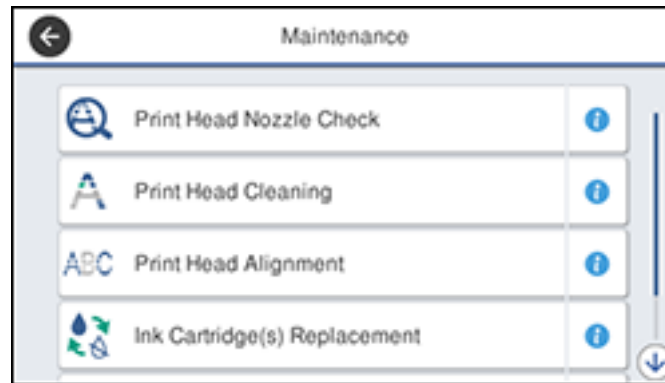 Maintenance
Print Head Nozzle Check
Print Head Cleaning
ABC Print Head Alignment
Ink Cartridge(s) Replacement